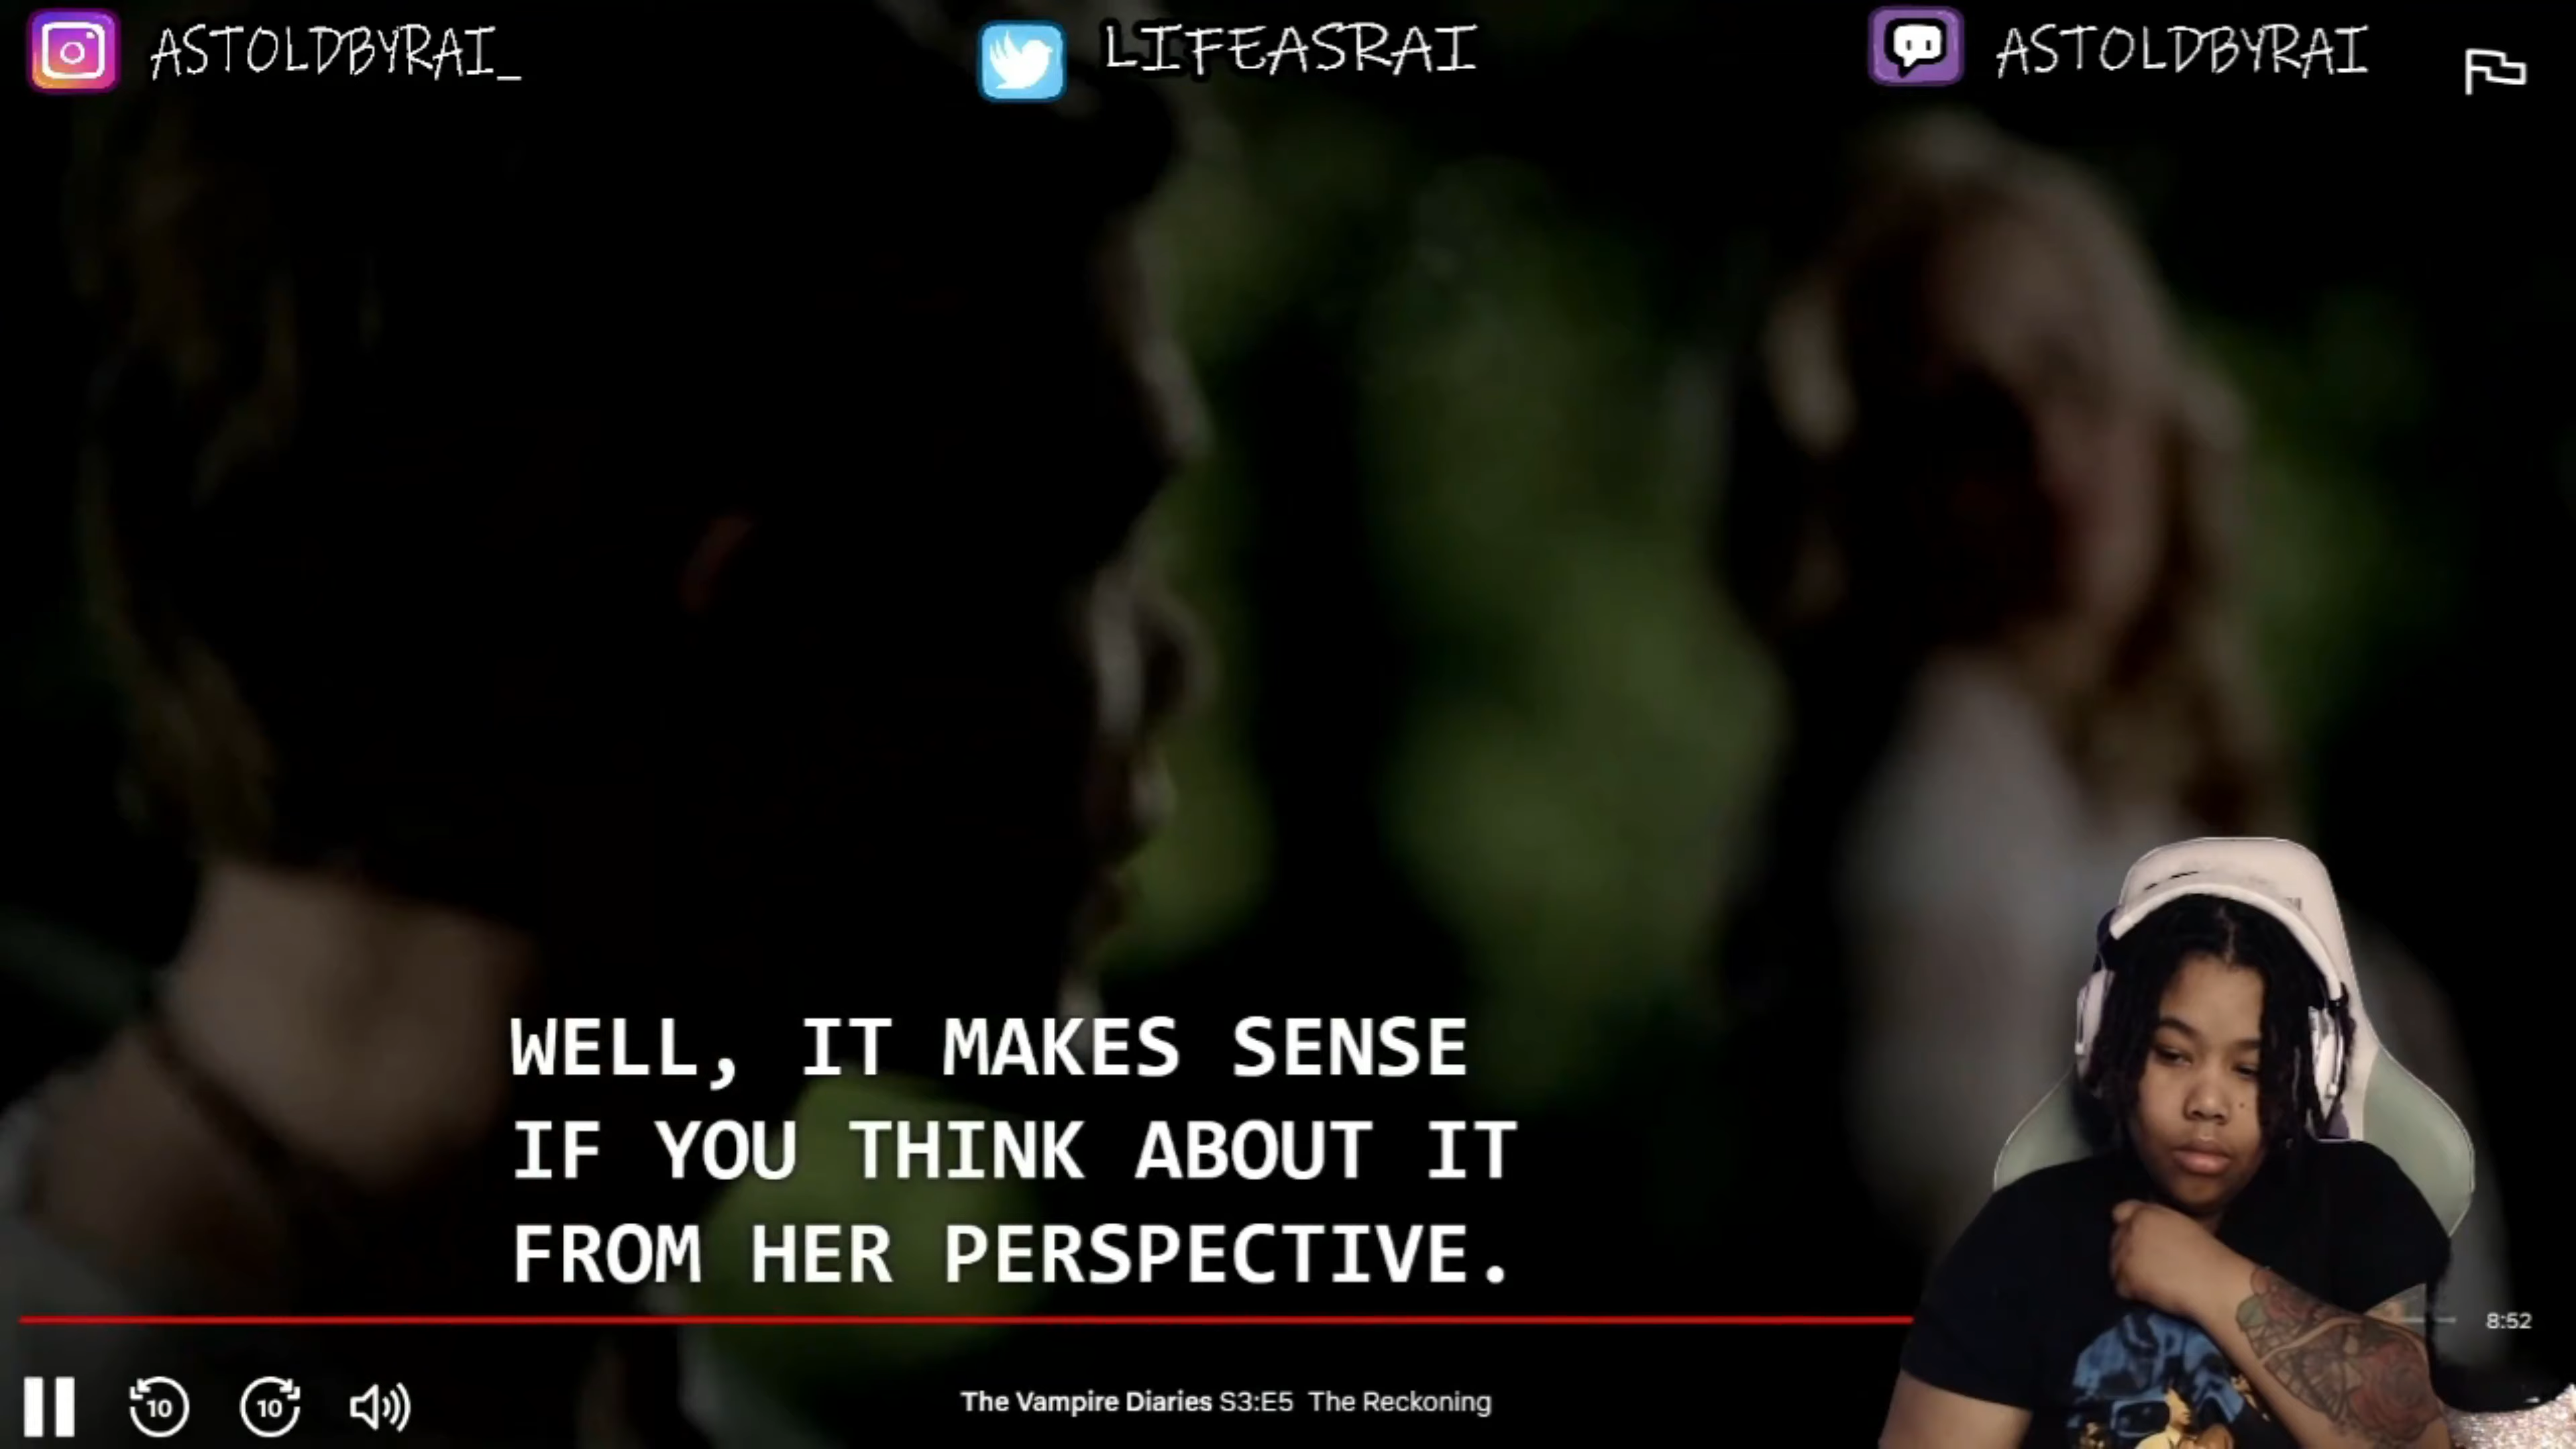 ASTOLDBYRAI_
LIFEASRAI
ASTOLDBYRAI
WELL, IT MAKES SENSE
IF YOU THINK ABOUT IT
FROM HER PERSPECTIVE.
8:52
10
10
The Vampire Diaries S3:E5 The Reckoning